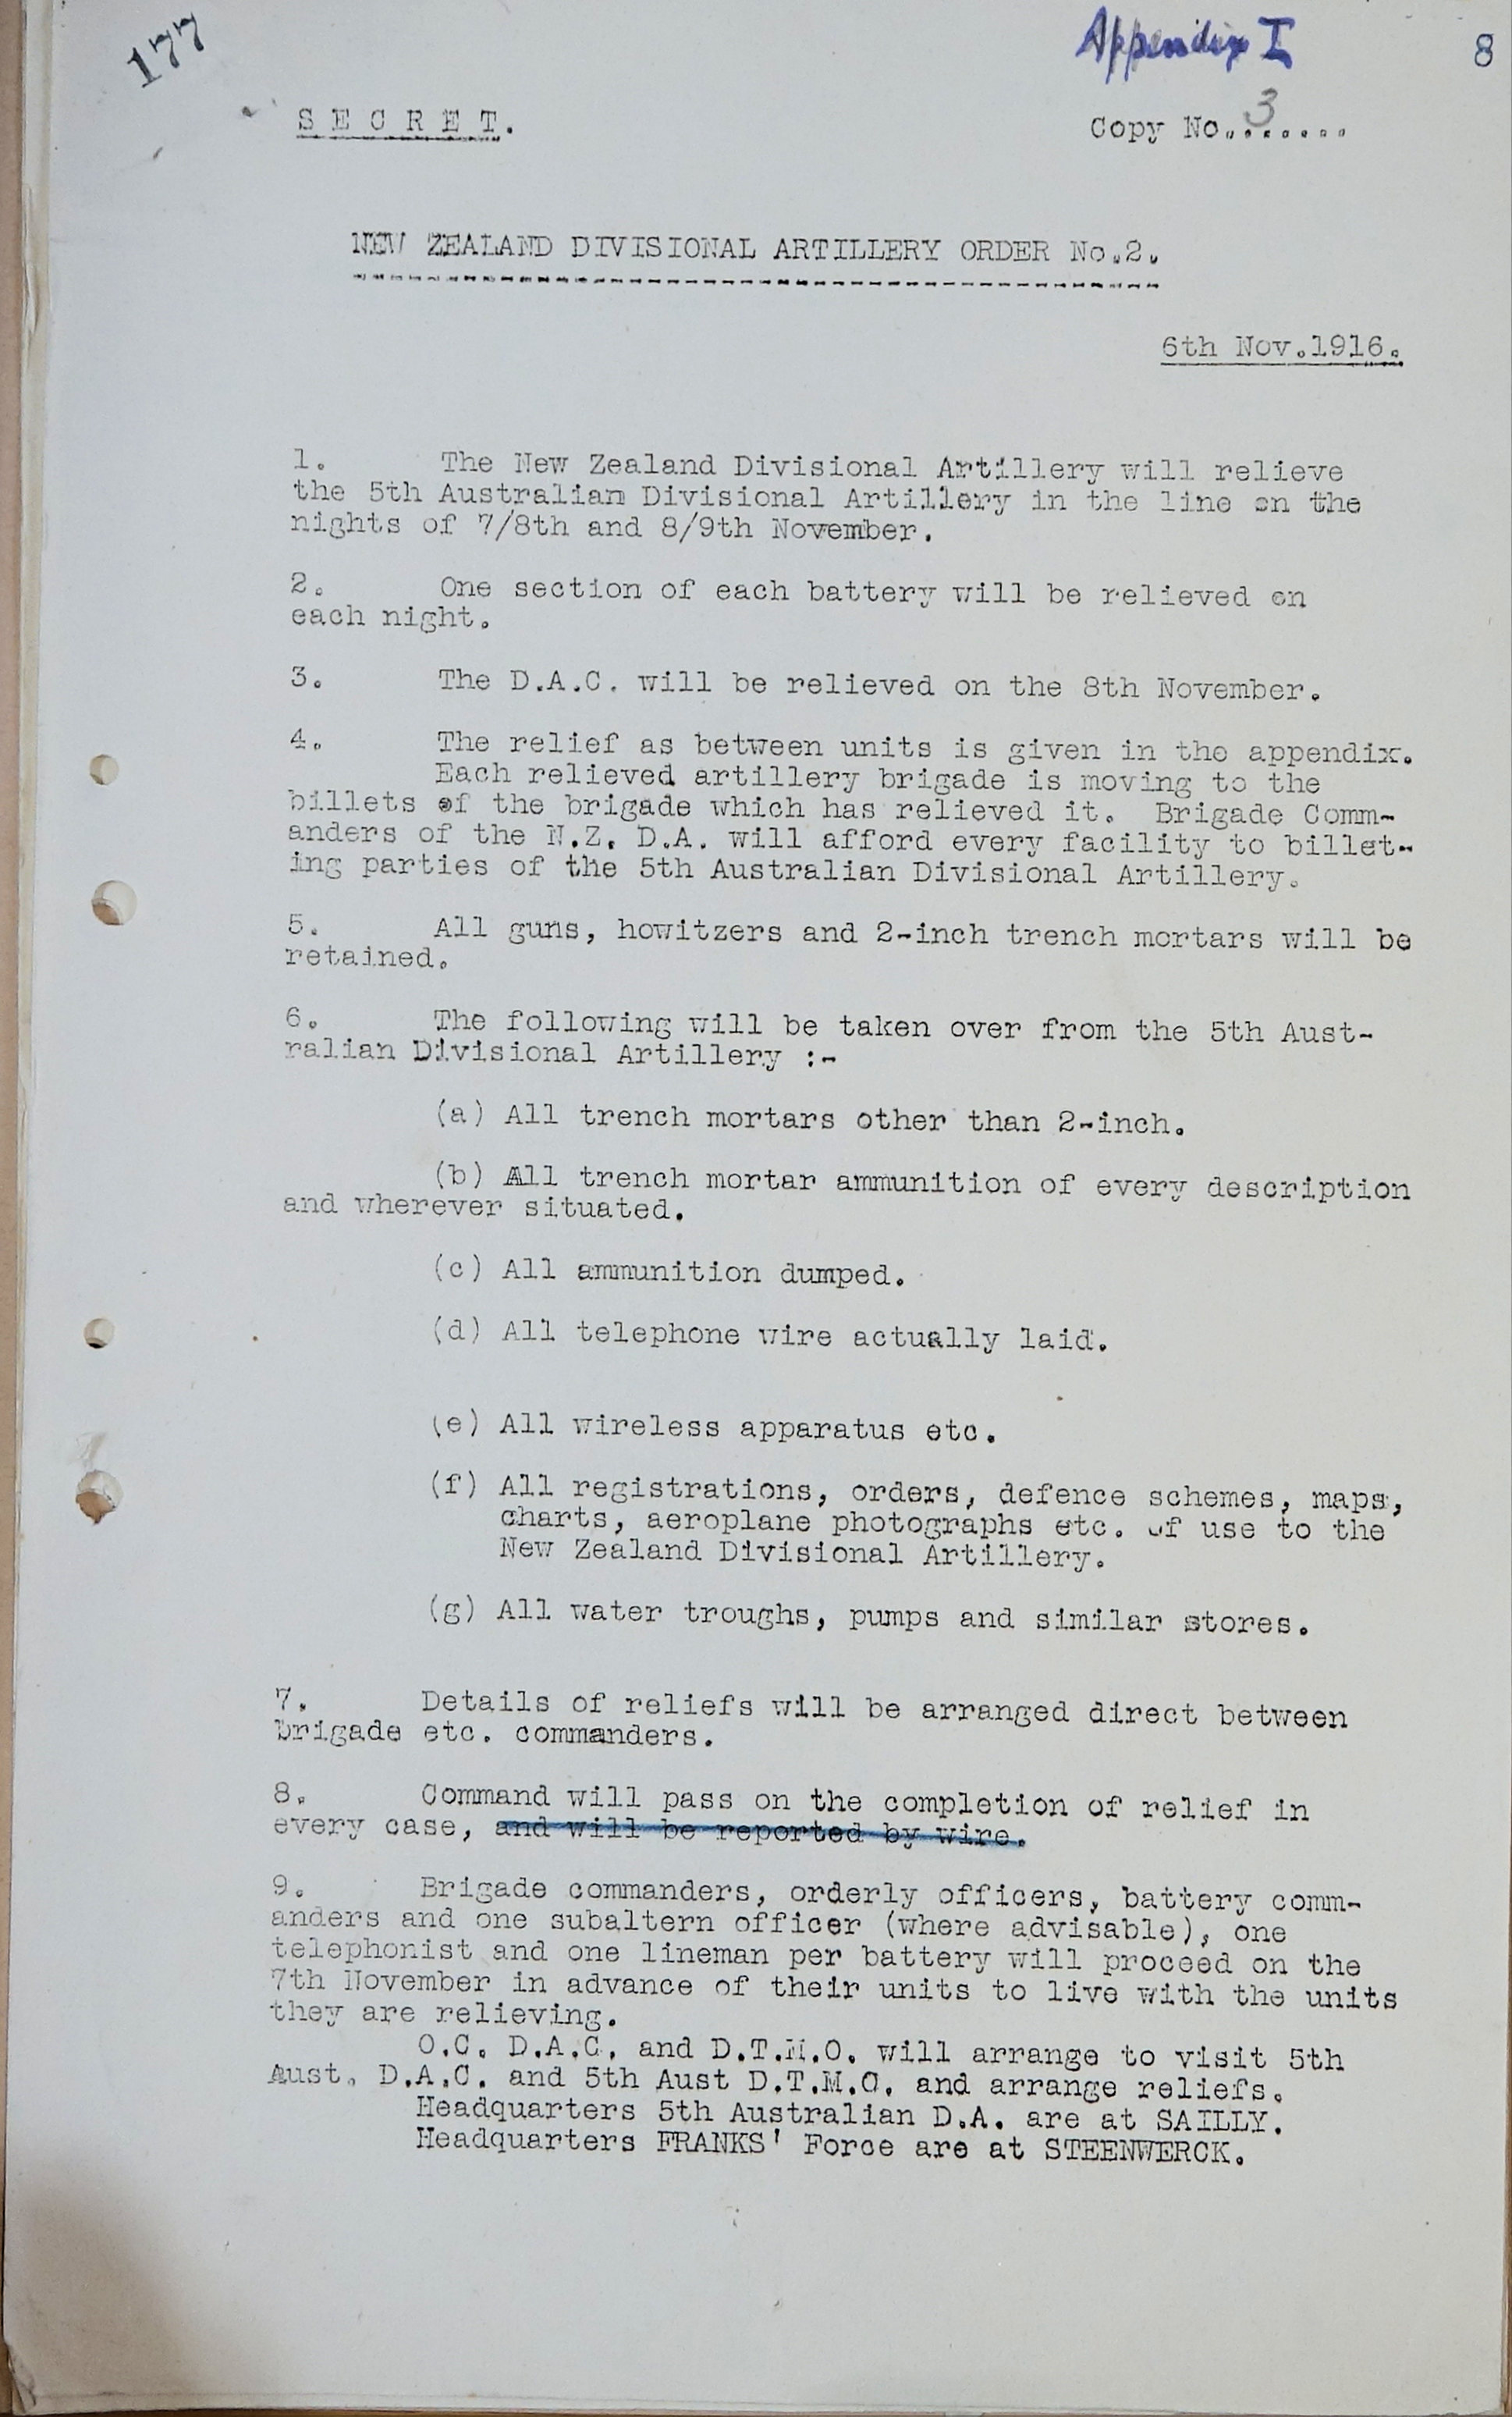 177
Appendix I
8
S E C R E T.
Copy No...3.....
NEW ZEALAND DIVISIONAL ARTILLERY ORDER No.2.
6th Nov.1916.
1. The New Zealand Divisional Artillery will relieve
the 5th Australian Divisional Artillery in the line on the
nights of 7/8th and 8/9th November.
2. One section of each battery will be relieved on
each night.
3. The D.A.C. will be relieved on the 8th November.
4. The relief as between units is given in the appendix.
Each relieved artillery brigade is moving to the
billets of the brigade which has relieved it. Brigade Comm-
anders of the N.Z. D.A. will afford every facility to billet-
ing parties of the 5th Australian Divisional Artillery.
5. All guns, howitzers and 2-inch trench mortars will be
retained.
6. The following will be taken over from the 5th Aust-
ralian Divisional Artillery :-
(a) All trench mortars other than 2-inch.
(b) All trench mortar ammunition of every description
and wherever situated.
(c) All ammunition dumped.
(d) All telephone wire actually laid.
(e) All wireless apparatus etc.
(f) All registrations, orders, defence schemes, maps,
charts, aeroplane photographs etc. of use to the
New Zealand Divisional Artillery.
(g) All water troughs, pumps and similar stores.
7. Details of reliefs will be arranged direct between
brigade etc. commanders.
8. Command will pass on the completion of relief in
every case, and will be reported by wire.
9. Brigade commanders, orderly officers, battery comm-
anders and one subaltern officer (where advisable), one
telephonist and one lineman per battery will proceed on the
7th November in advance of their units to live with the units
they are relieving.
O.C. D.A.C. and D.T.M.O. will arrange to visit 5th
Aust. D.A.C. and 5th Aust D.T.M.O. and arrange reliefs.
Headquarters 5th Australian D.A. are at SAILLY.
Headquarters FRANKS' Force are at STEENWERCK.